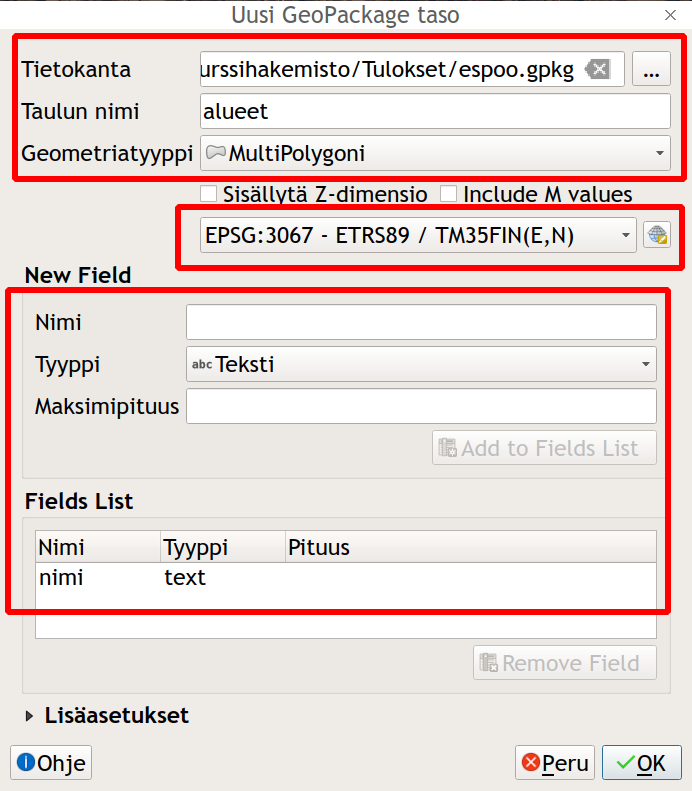 Uusi GeoPackage taso
Tietokanta urssihakemisto/Tulokset/espoo.gpkg ...
Taulun nimi alueet
Geometriatyyppi MultiPolygoni
Sisällytä Z-dimensio Include M values
EPSG:3067 - ETRS89 / TM35FIN(E,N)
New Field
Nimi
Tyyppi abc Teksti
Maksimipituus
Add to Fields List
Fields List
Nimi Tyyppi Pituus
nimi text
Remove Field
Lisäasetukset
Ohje Peru OK